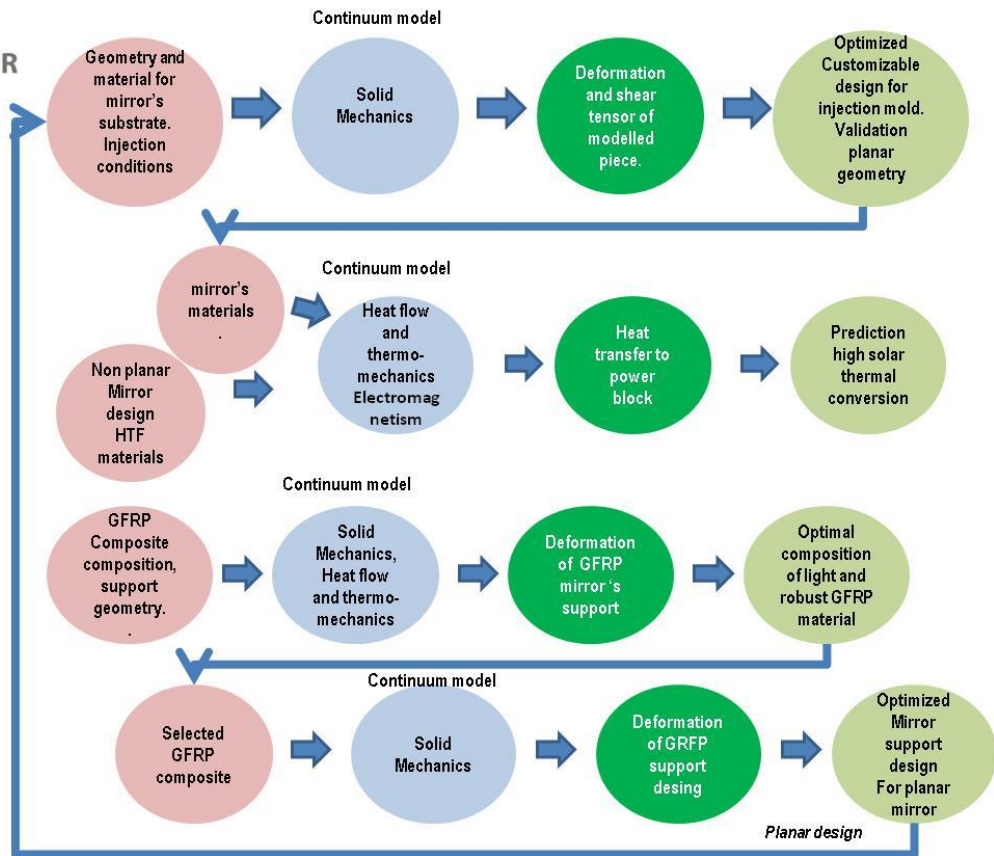 Continuum model
R
Geometry and
material for
mirror's
substrate.
Injection
conditions
Solid
Mechanics
Deformation
and shear
tensor of
modelled
piece.
Optimized
Customizable
design for
injection mold.
Validation
planar
geometry
Continuum model
mirror's
materials
.
Non planar
Mirror
design
HTF
materials
Heat flow
and
thermo-
mechanics
Electromag
netism
Heat
transfer to
power
block
Prediction
high solar
thermal
conversion
Continuum model
GFRP
Composite
composition,
support
geometry.
.
Solid
Mechanics,
Heat flow
and thermo-
mechanics
Deformation
of GFRP
mirror 's
support
Optimal
composition
of light and
robust GFRP
material
Continuum model
Selected
GFRP
composite
Solid
Mechanics
Deformation
of GRFP
support
desing
Optimized
Mirror
support
design
For planar
mirror
Planar design